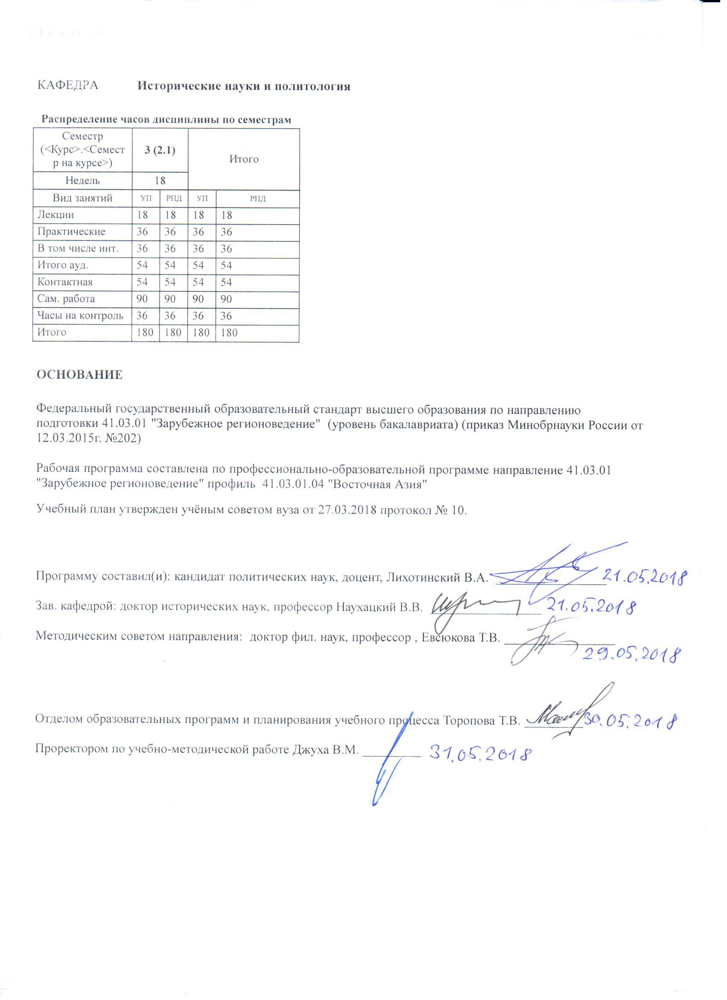 КАФЕДРА Исторические науки и политология
Распределение часов дисциплины по семестрам
Семестр
(<Курс>.<Семест
р на курсе>)
3 (2.1)
Итого
Недель 18
Вид занятий УП РПД УП РПД
Лекции 18 18 18 18
Практические 36 36 36 36
В том числе инт. 36 36 36 36
Итого ауд. 54 54 54 54
Контактная 54 54 54 54
Сам. работа 90 90 90 90
Часы на контроль 36 36 36 36
Итого 180 180 180 180
ОСНОВАНИЕ
Федеральный государственный образовательный стандарт высшего образования по направлению
подготовки 41.03.01 "Зарубежное регионоведение" (уровень бакалавриата) (приказ Минобрнауки России от
12.03.2015г. №202)
Рабочая программа составлена по профессионально-образовательной программе направление 41.03.01
"Зарубежное регионоведение" профиль 41.03.01.04 "Восточная Азия"
Учебный план утвержден учёным советом вуза от 27.03.2018 протокол № 10.
Программу составил(и): кандидат политических наук, доцент, Лихотинский В.А. 21.05.2018
Зав. кафедрой: доктор исторических наук, профессор Наухацкий В.В. 21.05.2018
Методическим советом направления: доктор фил. наук, профессор , Евсюкова Т.В.
29.05.2018
Отделом образовательных программ и планирования учебного процесса Торопова Т.В. 30.05.2018
Проректором по учебно-методической работе Джуха В.М. 31.05.2018